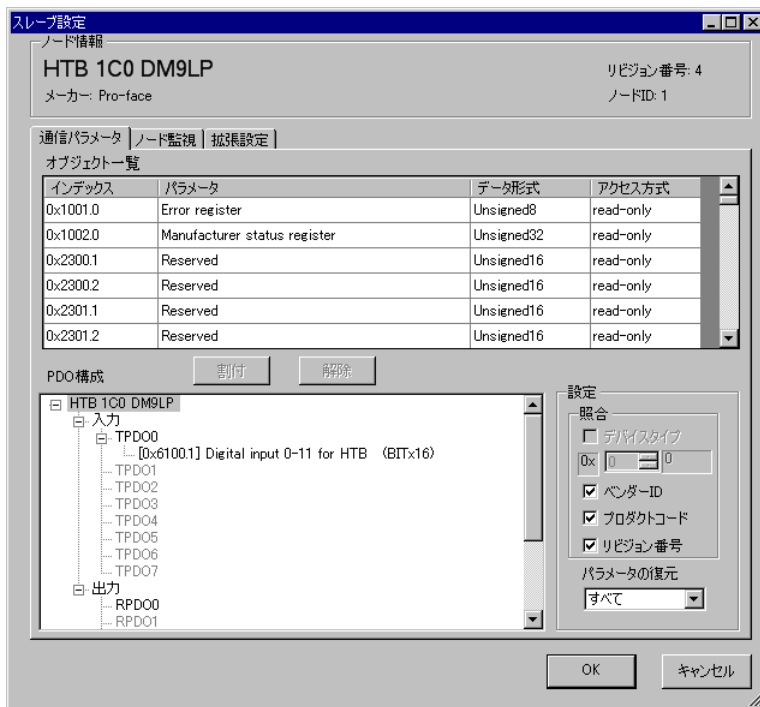 スレーブ設定
ノード情報
HTB 1C0 DM9LP
リビジョン番号: 4
メーカー: Pro-face
ノードID: 1
通信パラメータ ノード監視 拡張設定
オブジェクト一覧
インデックス パラメータ データ形式 アクセス方式
0x1001.0 Error register Unsigned8 read-only
0x1002.0 Manufacturer status register Unsigned32 read-only
0x2300.1 Reserved Unsigned16 read-only
0x2300.2 Reserved Unsigned16 read-only
0x2301.1 Reserved Unsigned16 read-only
0x2301.2 Reserved Unsigned16 read-only
PDO構成 割付 解除
HTB 1C0 DM9LP
入力
TPDO0
[0x6100.1] Digital input 0-11 for HTB (BITx16)
TPDO1
TPDO2
TPDO3
TPDO4
TPDO5
TPDO6
TPDO7
出力
RPDO0
RPDO1
設定
照合
デバイスタイプ
0x 0 0
ベンダーID
プロダクトコード
リビジョン番号
パラメータの復元
すべて
OK キャンセル